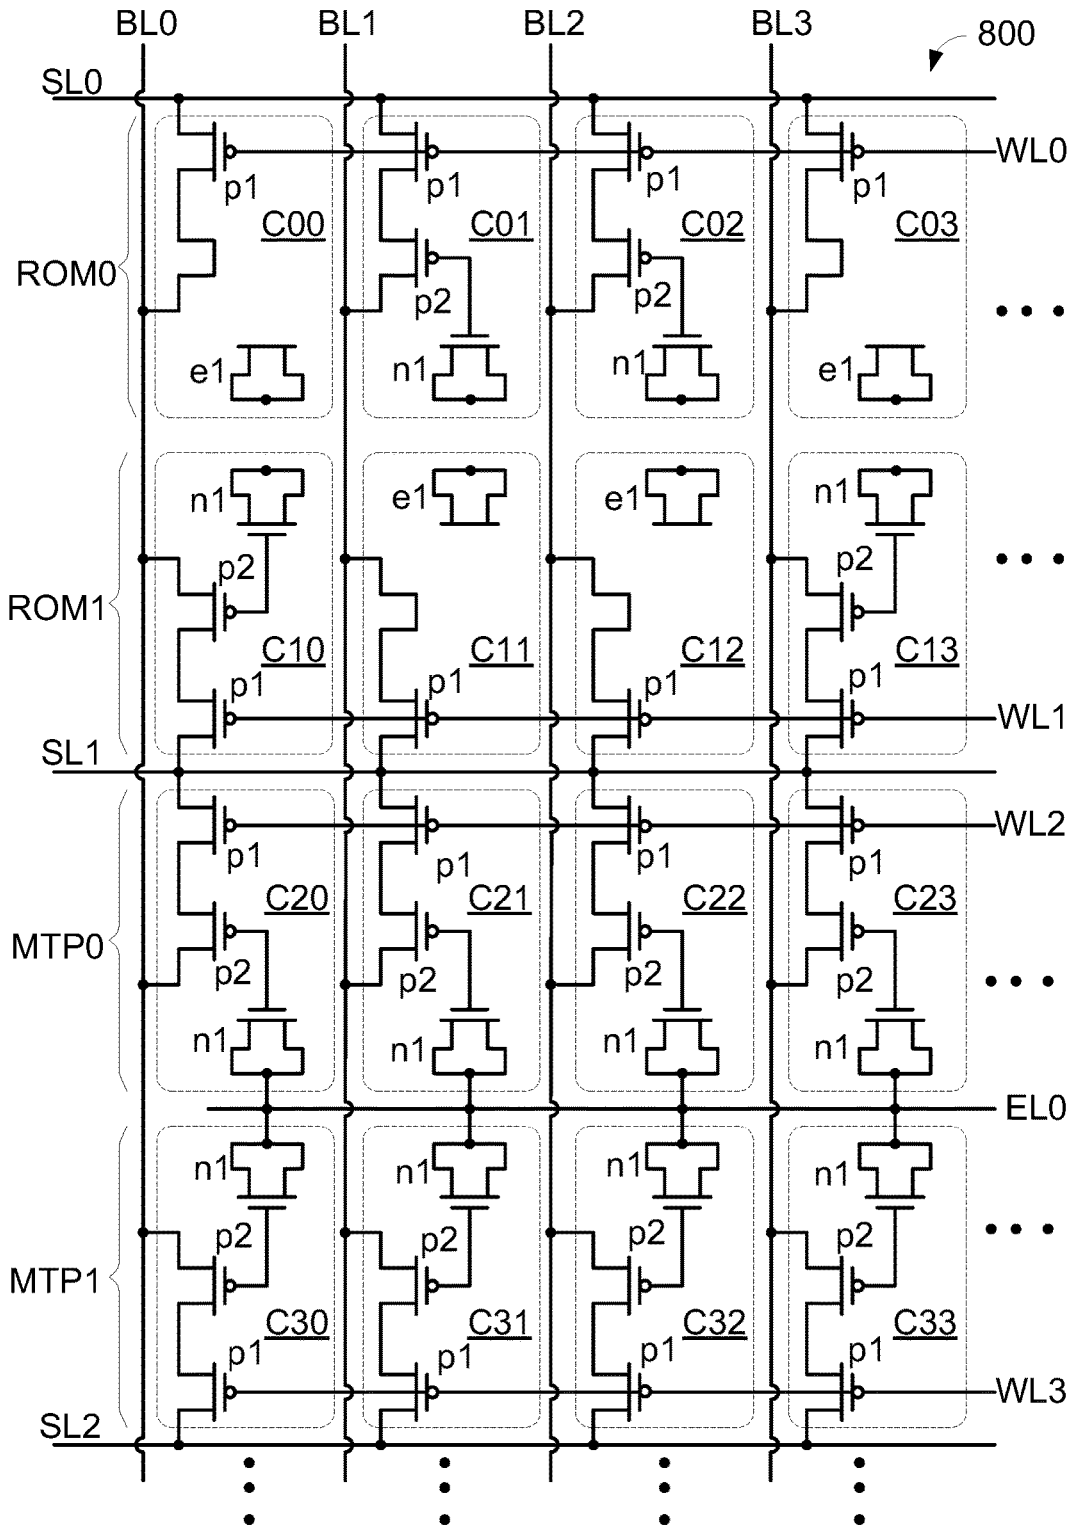 BL0 BL1 BL2 BL3
800
SL0
WL0
p1 p1 p1 p1
C00 C01 C02 C03
ROM0
p2 p2
e1 n1 n1 e1
n1 e1 e1 n1
p2 p2
ROM1
C10 C11 C12 C13
p1 p1 p1 p1
WL1
SL1
WL2
p1 p1 p1 p1
C20 C21 C22 C23
MTP0
p2 p2 p2 p2
n1 n1 n1 n1
EL0
n1 n1 n1 n1
p2 p2 p2 p2
MTP1
C30 C31 C32 C33
p1 p1 p1 p1
WL3
SL2